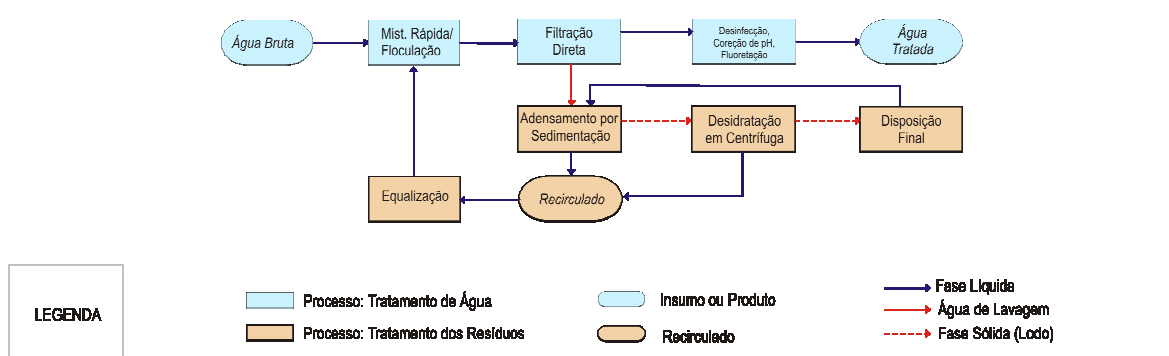 Água Bruta
Mist. Rápida/
Floculação
Filtração
Direta
Desinfecção,
Coreção de pH,
Fluoretação
Água
Tratada
Adensamento por
Sedimentação
Desidratação
em Centrífuga
Disposição
Final
Equalização
Recirculado
LEGENDA
Processo: Tratamento de Água
Processo: Tratamento dos Resíduos
Insumo ou Produto
Recirculado
Fase Líquida
Água de Lavagem
Fase Sólida (Lodo)